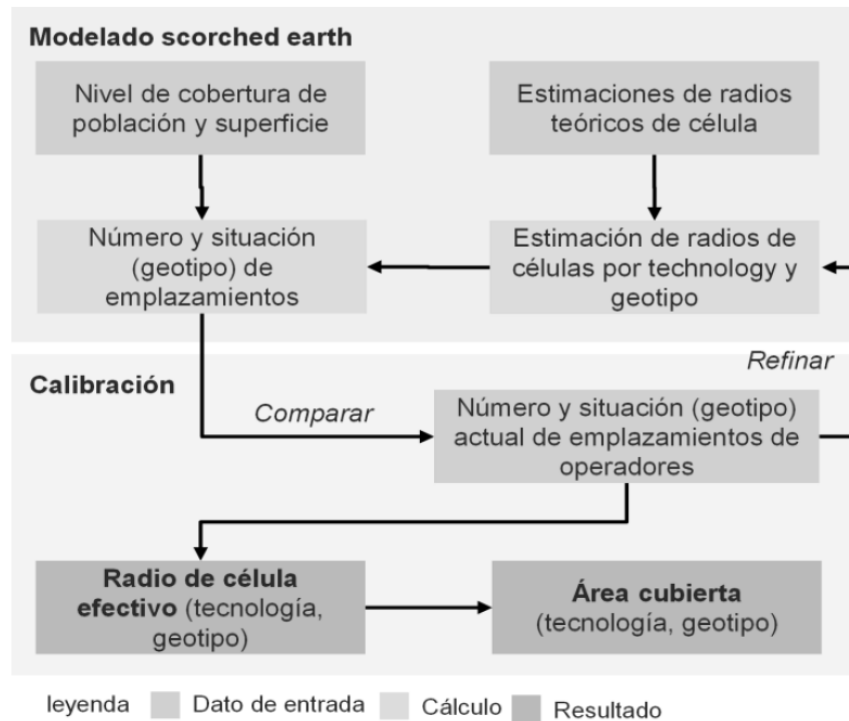 Modelado scorched earth
Nivel de cobertura de
población y superficie
Estimaciones de radios
teóricos de célula
Número y situación
(geotipo) de
emplazamientos
Estimación de radios de
células por technology y
geotipo
Refinar
Calibración
Comparar
Número y situación (geotipo)
actual de emplazamientos de
operadores
Radio de célula
efectivo (tecnología,
geotipo)
Área cubierta
(tecnología, geotipo)
leyenda Dato de entrada Cálculo Resultado